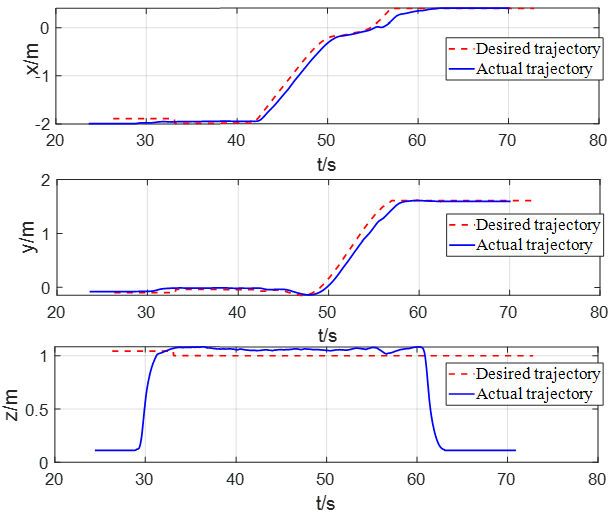 0
-1
-2
x/m
Desired trajectory
Actual trajectory
20 30 40 50 60 70 80
t/s
2
1
0
y/m
Desired trajectory
Actual trajectory
20 30 40 50 60 70 80
t/s
1
0.5
0
z/m
Desired trajectory
Actual trajectory
20 30 40 50 60 70 80
t/s